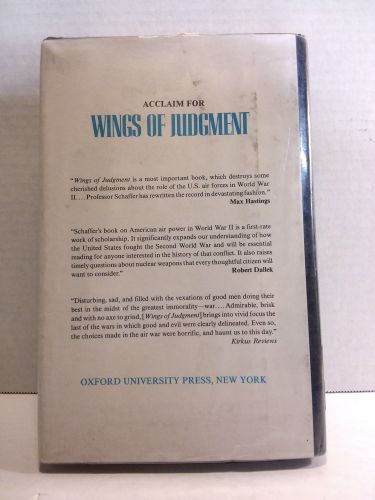 ACCLAIM FOR
WINGS OF JUDGMENT
"Wings of Judgment is a most important book, which destroys some
cherished delusions about the role of the U.S. air forces in World War
II.... Professor Schaffer has rewritten the record in devastating fashion."
Max Hastings
"Schaffer's book on American air power in World War II is a first-rate
work of scholarship. It significantly expands our understanding of how
the United States fought the Second World War and will be essential
reading for anyone interested in the history of that conflict. It also raises
timely questions about nuclear weapons that every thoughtful citizen will
want to consider."
Robert Dallek
"Disturbing, sad, and filled with the vexations of good men doing their
best in the midst of the greatest immorality—war.... Admirable, brisk
and with no axe to grind, [Wings of Judgment] brings into vivid focus the
last of the wars in which good and evil were clearly delineated. Even so,
the choices made in the air war were horrific, and haunt us to this day."
Kirkus Reviews
OXFORD UNIVERSITY PRESS, NEW YORK